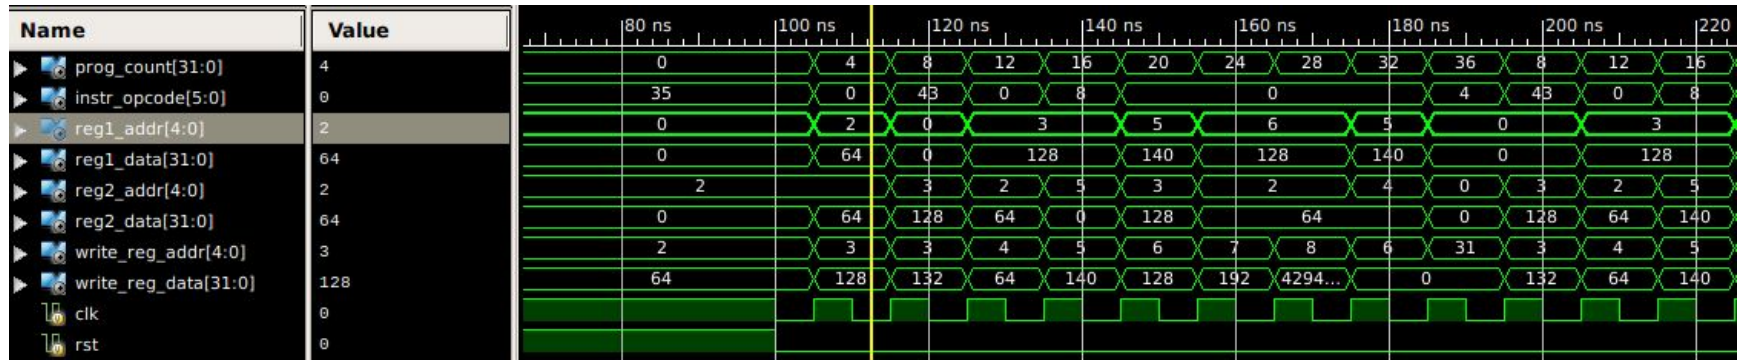 Name Value 80 ns 100 ns 120 ns 140 ns 160 ns 180 ns 200 ns 220
prog_count[31:0] 4 0 4 8 12 16 20 24 28 32 36 8 12 16
instr_opcode[5:0] 0 35 0 43 0 8 0 4 43 0 8
reg1_addr[4:0] 2 0 2 0 3 5 6 5 0 3
reg1_data[31:0] 64 0 64 0 128 140 128 140 0 128
reg2_addr[4:0] 2 2 3 2 5 3 2 4 0 3 2 5
reg2_data[31:0] 64 0 64 128 64 0 128 64 0 128 64 140
write_reg_addr[4:0] 3 2 3 3 4 5 6 7 8 6 31 3 4 5
write_reg_data[31:0] 128 64 128 132 64 140 128 192 4294... 0 132 64 140
clk 0
rst 0